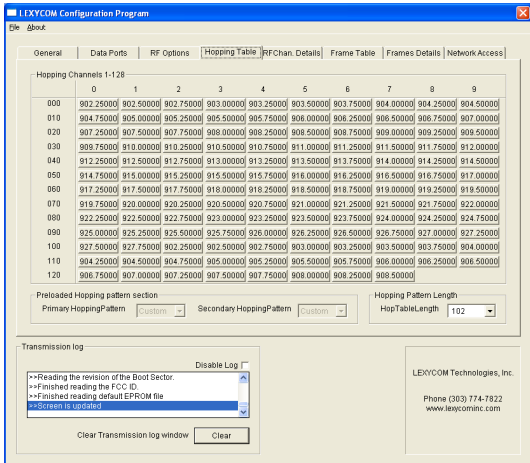 LEXYCOM Configuration Program
File About
General Data Ports RF Options Hopping Table RFChan. Details Frame Table Frames Details Network Access
Hopping Channels 1-128
0 1 2 3 4 5 6 7 8 9
000 902.25000 902.50000 902.75000 903.00000 903.25000 903.50000 903.75000 904.00000 904.25000 904.50000
010 904.75000 905.00000 905.25000 905.50000 905.75000 906.00000 906.25000 906.50000 906.75000 907.00000
020 907.25000 907.50000 907.75000 908.00000 908.25000 908.50000 908.75000 909.00000 909.25000 909.50000
030 909.75000 910.00000 910.25000 910.50000 910.75000 911.00000 911.25000 911.50000 911.75000 912.00000
040 912.25000 912.50000 912.75000 913.00000 913.25000 913.50000 913.75000 914.00000 914.25000 914.50000
050 914.75000 915.00000 915.25000 915.50000 915.75000 916.00000 916.25000 916.50000 916.75000 917.00000
060 917.25000 917.50000 917.75000 918.00000 918.25000 918.50000 918.75000 919.00000 919.25000 919.50000
070 919.75000 920.00000 920.25000 920.50000 920.75000 921.00000 921.25000 921.50000 921.75000 922.00000
080 922.25000 922.50000 922.75000 923.00000 923.25000 923.50000 923.75000 924.00000 924.25000 924.75000
090 925.00000 925.25000 925.50000 925.75000 926.00000 926.25000 926.50000 926.75000 927.00000 927.25000
100 927.50000 927.75000 902.25000 902.50000 902.75000 903.00000 903.25000 903.50000 903.75000 904.00000
110 904.25000 904.50000 904.75000 905.00000 905.25000 905.50000 905.75000 906.00000 906.25000 906.50000
120 906.75000 907.00000 907.25000 907.50000 907.75000 908.00000 908.25000 908.50000
Preloaded Hopping pattern section
Primary HoppingPattern Custom Secondary HoppingPattern Custom
Hopping Pattern Length
HopTableLength 102
Transmission log
Disable Log
>>Reading the revision of the Boot Sector.
>>Finished reading the FCC ID.
>>Finished reading default EPROM file
>>Screen is updated
Clear Transmission log window Clear
LEXYCOM Technologies, Inc.
Phone (303) 774-7822
www.lexycominc.com